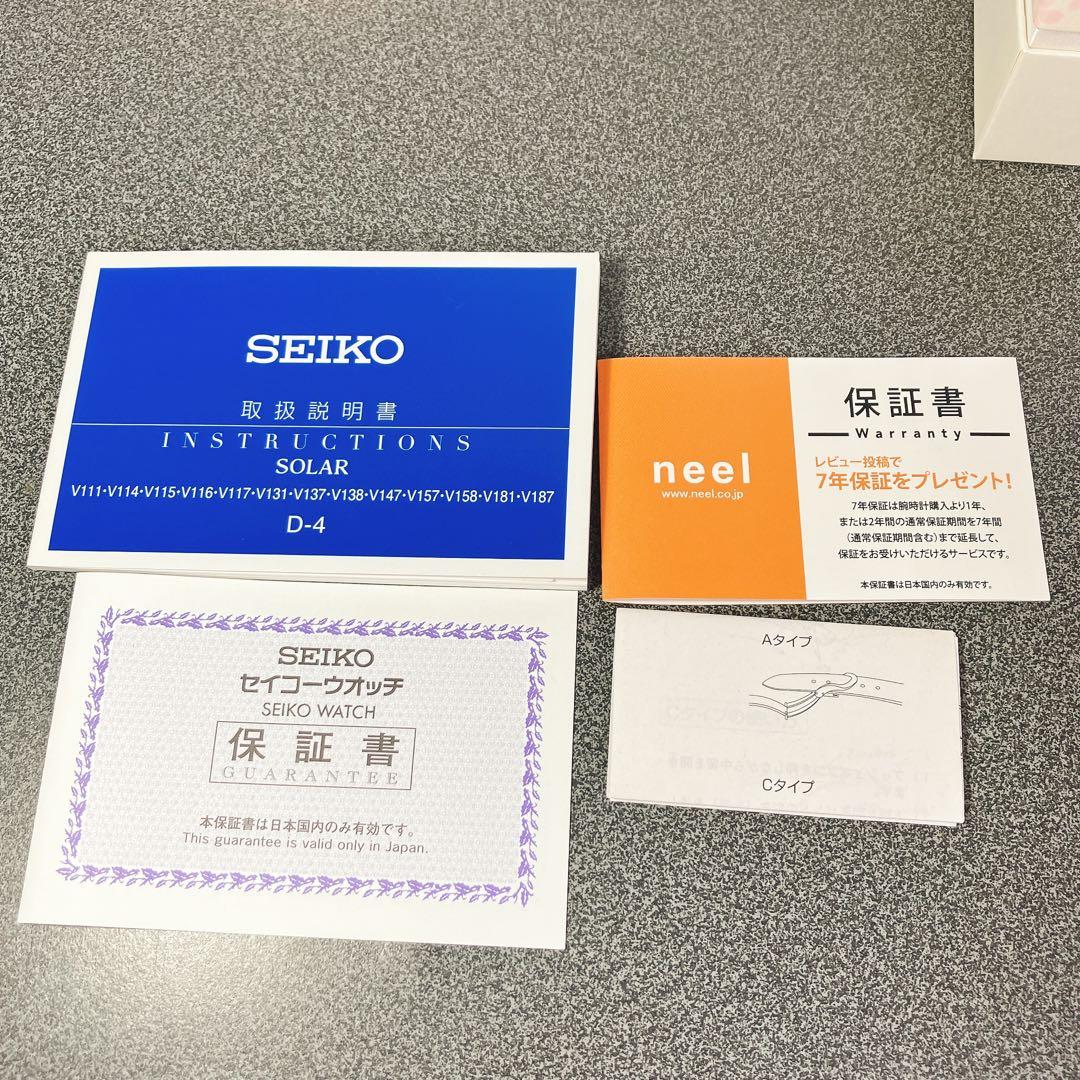 SEIKO
取扱説明書
INSTRUCTIONS
SOLAR
V111・V114・V115・V116・V117・V131・V137・V138・V147・V157・V158・V181・V187
D-4
neel
www.neel.co.jp
保証書
Warranty
レビュー投稿で
7年保証をプレゼント!
7年保証は腕時計購入より1年、
または2年間の通常保証期間を7年間
(通常保証期間含む)まで延長して、
保証をお受けいただけるサービスです。
本保証書は日本国内のみ有効です。
SEIKO
セイコーウオッチ
SEIKO WATCH
保証書
GUARANTEE
本保証書は日本国内のみ有効です。
This guarantee is valid only in Japan.
Aタイプ
Cタイプ